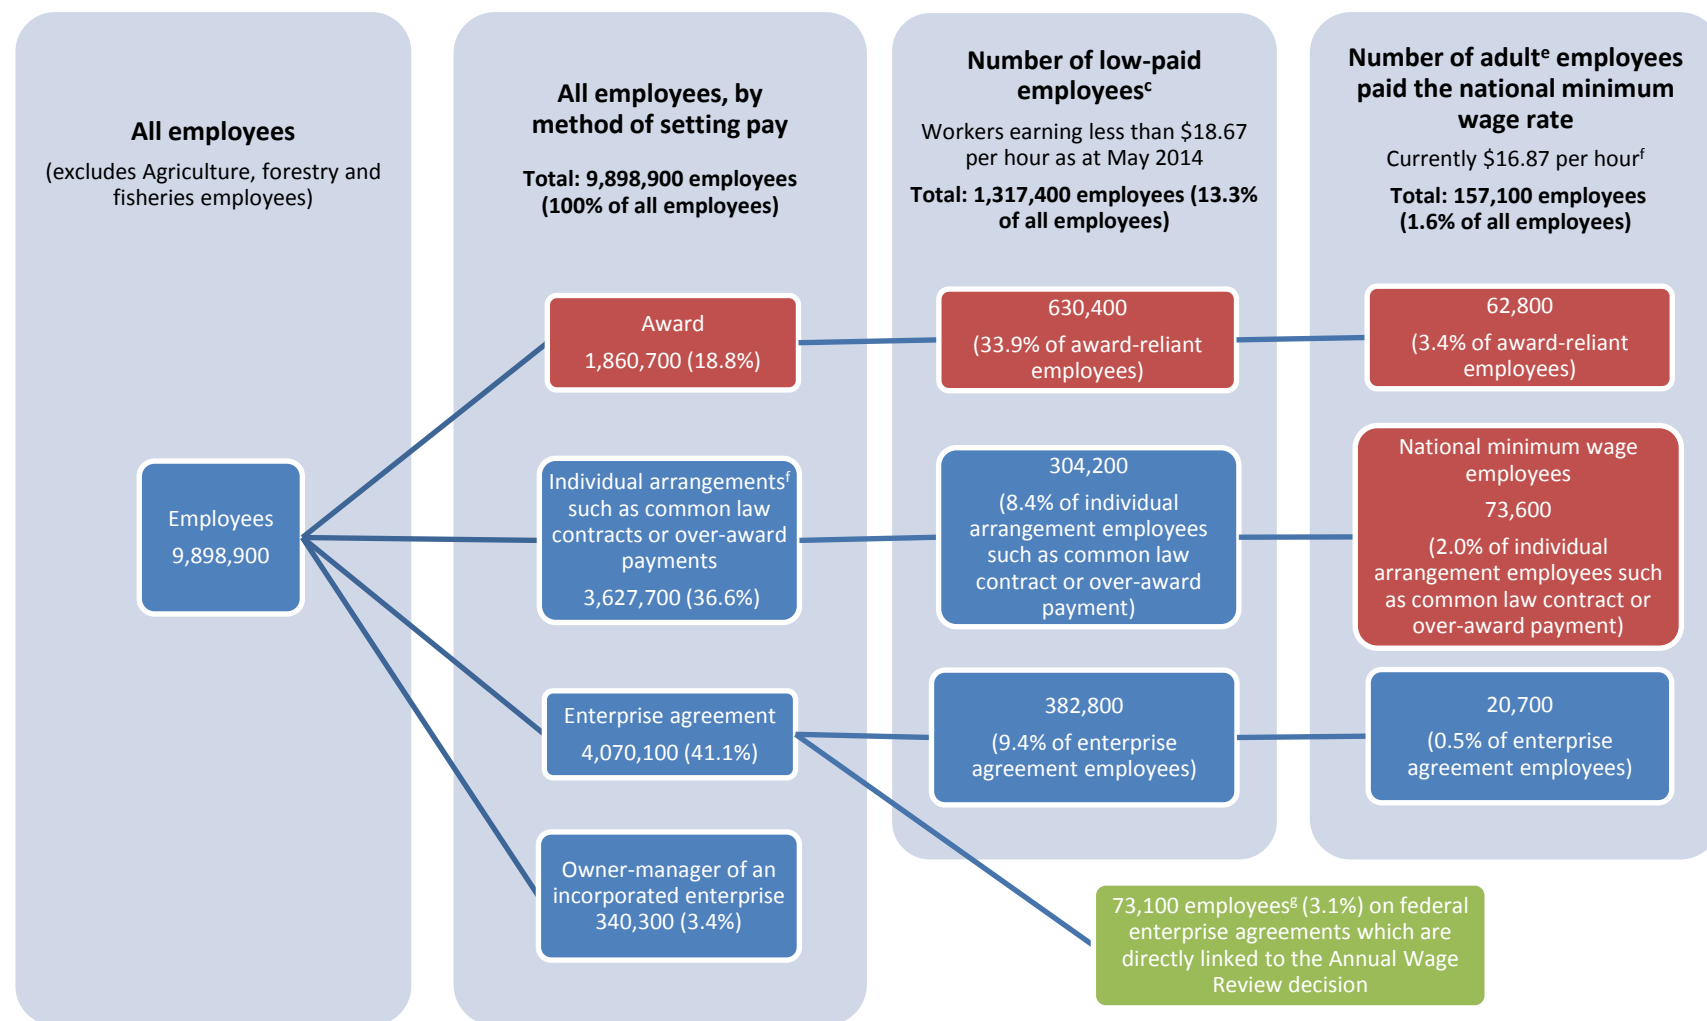 All employees
(excludes Agriculture, forestry and
fisheries employees)
Employees
9,898,900
All employees, by
method of setting pay
Total: 9,898,900 employees
(100% of all employees)
Award
1,860,700 (18.8%)
Individual arrangementsᶠ
such as common law
contracts or over-award
payments
3,627,700 (36.6%)
Enterprise agreement
4,070,100 (41.1%)
Owner-manager of an
incorporated enterprise
340,300 (3.4%)
Number of low-paid
employeesᶜ
Workers earning less than $18.67
per hour as at May 2014
Total: 1,317,400 employees (13.3%
of all employees)
630,400
(33.9% of award-reliant
employees)
304,200
(8.4% of individual
arrangement employees
such as common law
contract or over-award
payment)
382,800
(9.4% of enterprise
agreement employees)
73,100 employeesᵍ (3.1%) on federal
enterprise agreements which are
directly linked to the Annual Wage
Review decision
Number of adultᵉ employees
paid the national minimum
wage rate
Currently $16.87 per hourᶠ
Total: 157,100 employees
(1.6% of all employees)
62,800
(3.4% of award-reliant
employees)
National minimum wage
employees
73,600
(2.0% of individual
arrangement employees such
as common law contract or
over-award payment)
20,700
(0.5% of enterprise
agreement employees)